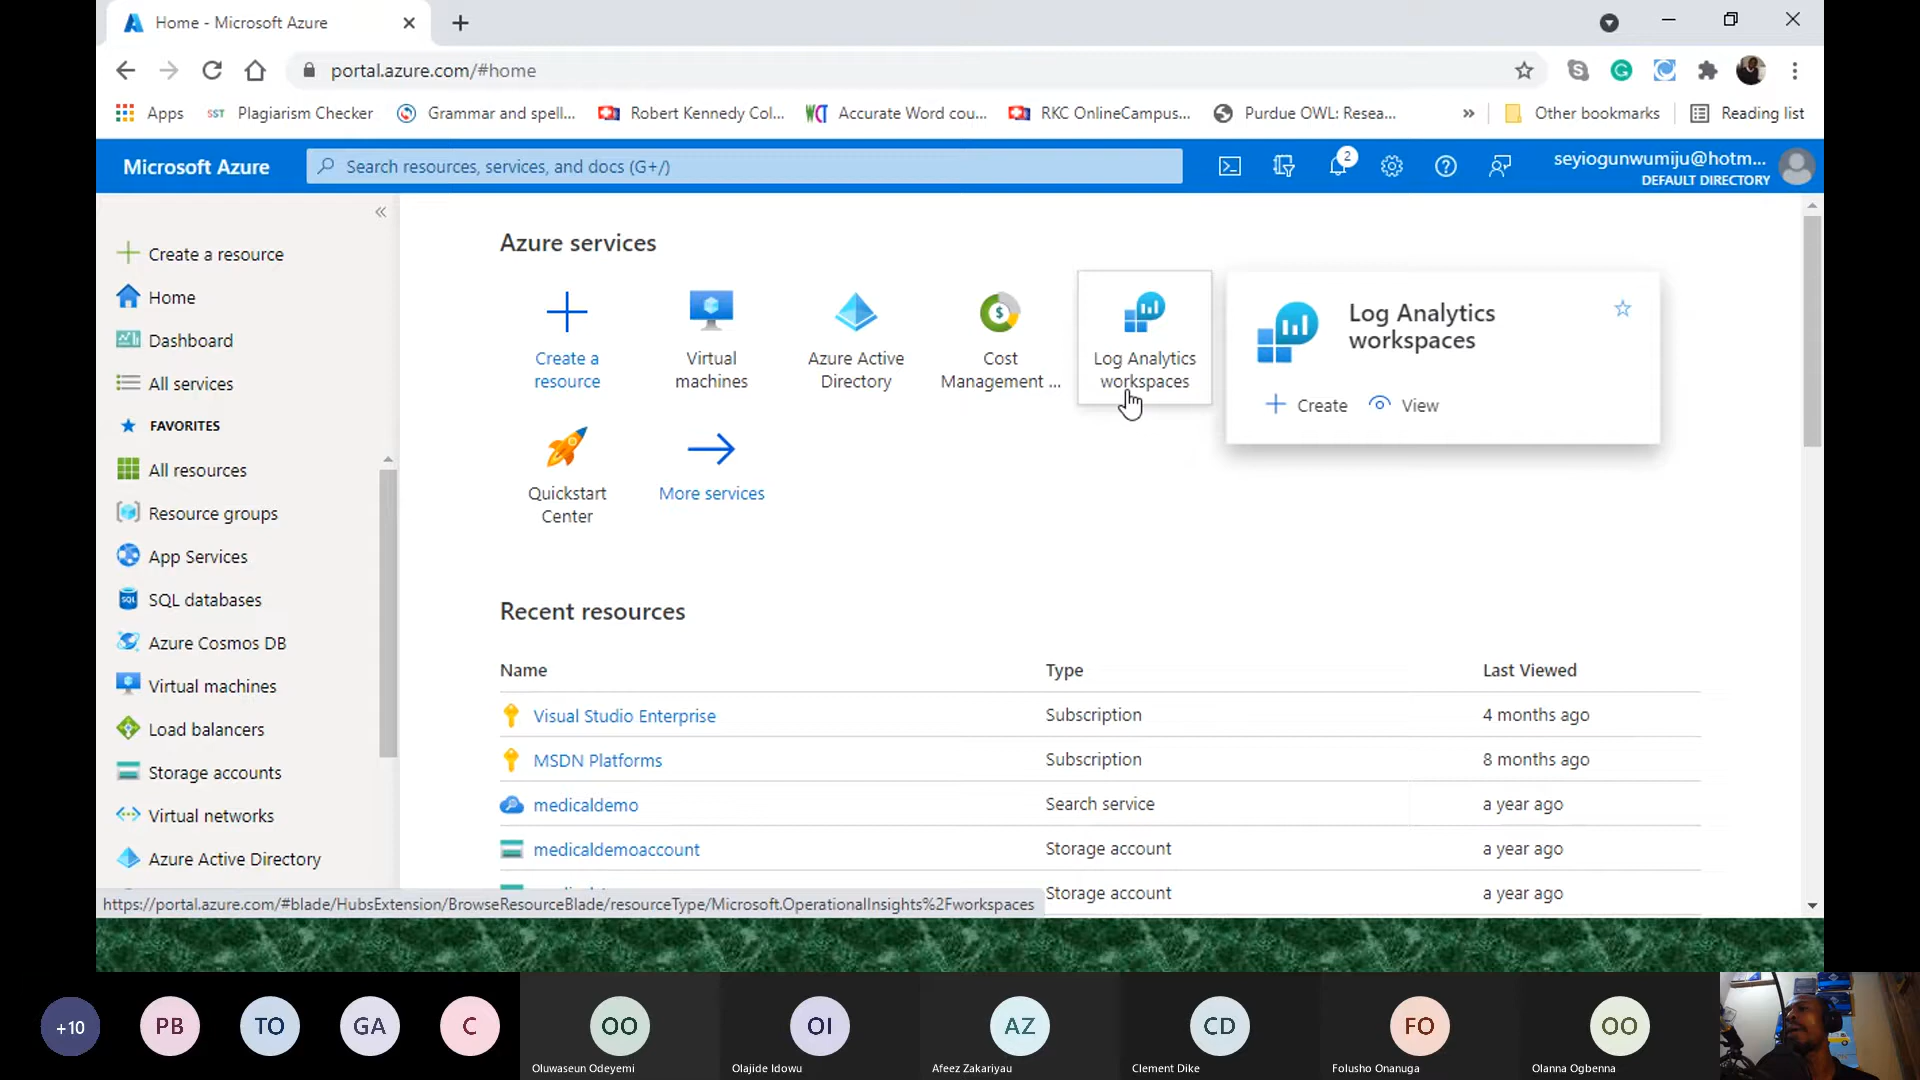 Home - Microsoft Azure
portal.azure.com/#home
Apps
SST Plagiarism Checker
Grammar and spell...
Robert Kennedy Col...
WCT Accurate Word cou...
RKC OnlineCampus...
Purdue OWL: Resea...
»
Other bookmarks
Reading list
Microsoft Azure
Search resources, services, and docs (G+/)
2
seyiogunwumiju@hotm...
DEFAULT DIRECTORY
Create a resource
Home
Dashboard
All services
FAVORITES
All resources
Resource groups
App Services
SQL databases
Azure Cosmos DB
Virtual machines
Load balancers
Storage accounts
Virtual networks
Azure Active Directory
Azure services
Create a
resource
Virtual
machines
Azure Active
Directory
Cost
Management ...
Log Analytics
workspaces
Log Analytics
workspaces
Create
View
Quickstart
Center
More services
Recent resources
Name Type Last Viewed
Visual Studio Enterprise Subscription 4 months ago
MSDN Platforms Subscription 8 months ago
medicaldemo Search service a year ago
medicaldemoaccount Storage account a year ago
Storage account a year ago
https://portal.azure.com/#blade/HubsExtension/BrowseResourceBlade/resourceType/Microsoft.OperationalInsights%2Fworkspaces
+10
PB
TO
GA
C
OO
Oluwaseun Odeyemi
OI
Olajide Idowu
AZ
Afeez Zakariyau
CD
Clement Dike
FO
Folusho Onanuga
OO
Olanna Ogbenna